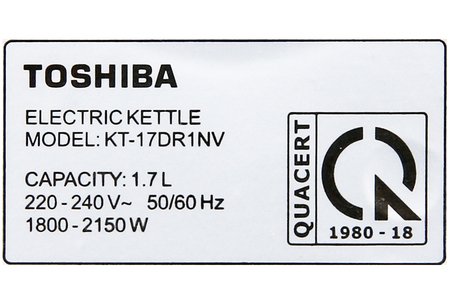 TOSHIBA
ELECTRIC KETTLE
MODEL: KT-17DR1NV
CAPACITY: 1.7 L
220 - 240 V~ 50/60 Hz
1800 - 2150 W
QUACERT
1980 - 18